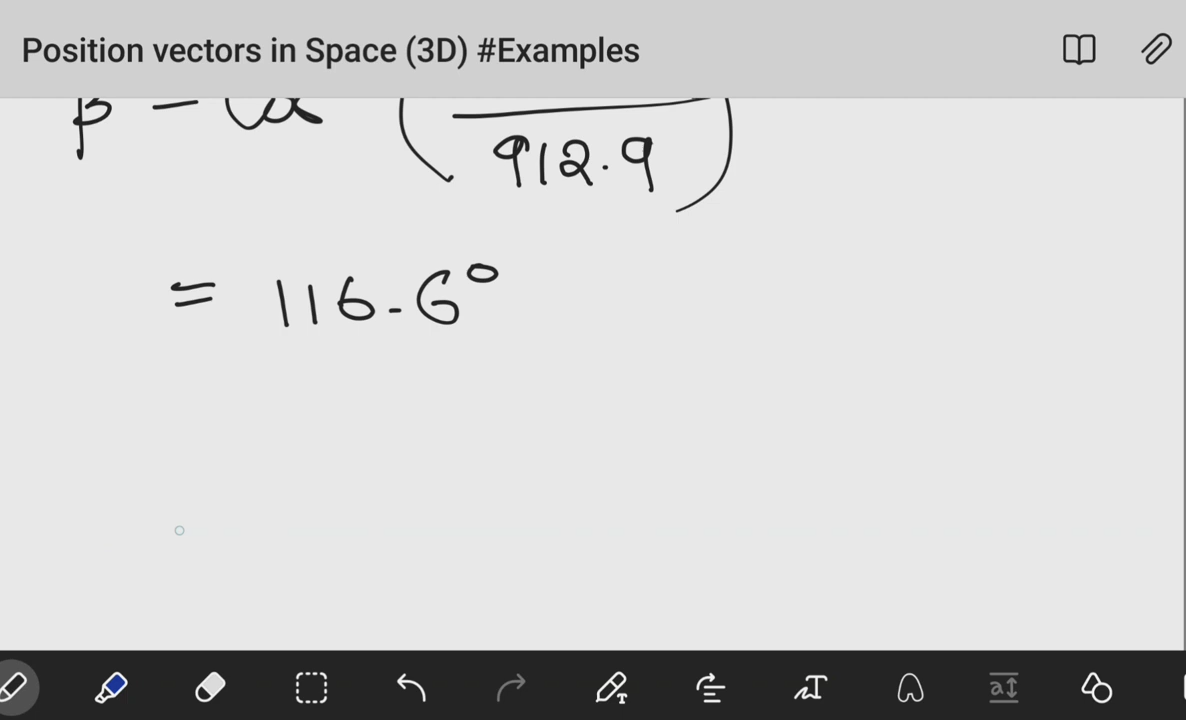 Position vectors in Space (3D) #Examples
β =
912.9
= 116.6°